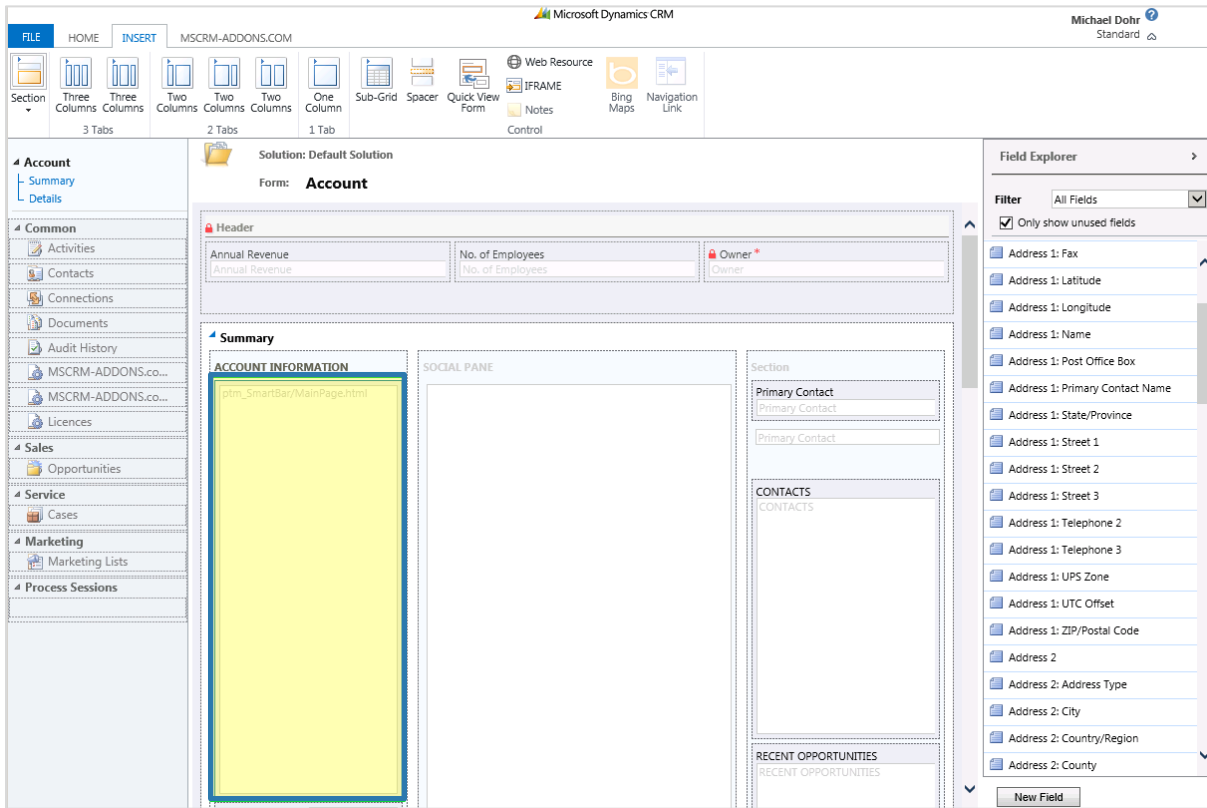 Microsoft Dynamics CRM
Michael Dohr
Standard
FILE HOME INSERT MSCRM-ADDONS.COM
Section
Three Columns
Three Columns
3 Tabs
Two Columns
Two Columns
Two Columns
2 Tabs
One Column
1 Tab
Sub-Grid
Spacer
Quick View Form
Web Resource
IFRAME
Notes
Bing Maps
Navigation Link
Control
Account
Summary
Details
Common
Activities
Contacts
Connections
Documents
Audit History
MSCRM-ADDONS.co...
MSCRM-ADDONS.co...
Licences
Sales
Opportunities
Service
Cases
Marketing
Marketing Lists
Process Sessions
Solution: Default Solution
Form: Account
Header
Annual Revenue
Annual Revenue
No. of Employees
No. of Employees
Owner *
Owner
Summary
ACCOUNT INFORMATION
ptm_SmartBar/MainPage.html
SOCIAL PANE
Section
Primary Contact
Primary Contact
Primary Contact
CONTACTS
CONTACTS
RECENT OPPORTUNITIES
RECENT OPPORTUNITIES
Field Explorer
Filter All Fields
Only show unused fields
Address 1: Fax
Address 1: Latitude
Address 1: Longitude
Address 1: Name
Address 1: Post Office Box
Address 1: Primary Contact Name
Address 1: State/Province
Address 1: Street 1
Address 1: Street 2
Address 1: Street 3
Address 1: Telephone 2
Address 1: Telephone 3
Address 1: UPS Zone
Address 1: UTC Offset
Address 1: ZIP/Postal Code
Address 2
Address 2: Address Type
Address 2: City
Address 2: Country/Region
Address 2: County
New Field